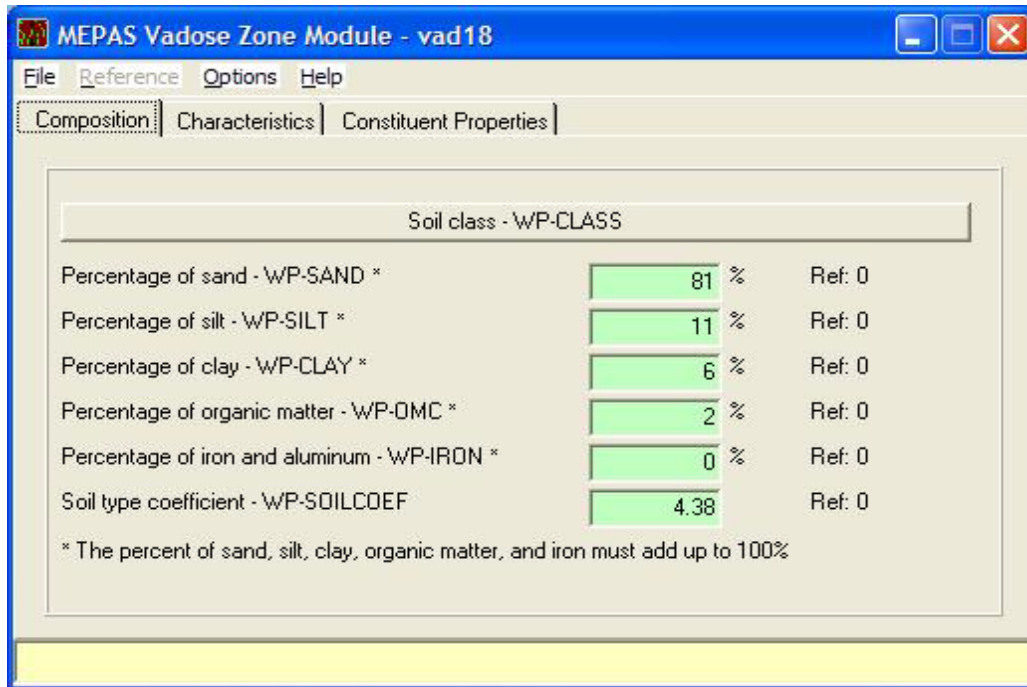 MEPAS Vadose Zone Module - vad18
File Reference Options Help
Composition Characteristics Constituent Properties
Soil class - WP-CLASS
Percentage of sand - WP-SAND * 81 % Ref: 0
Percentage of silt - WP-SILT * 11 % Ref: 0
Percentage of clay - WP-CLAY * 6 % Ref: 0
Percentage of organic matter - WP-OMC * 2 % Ref: 0
Percentage of iron and aluminum - WP-IRON * 0 % Ref: 0
Soil type coefficient - WP-SOILCOEF 4.38 Ref: 0
* The percent of sand, silt, clay, organic matter, and iron must add up to 100%